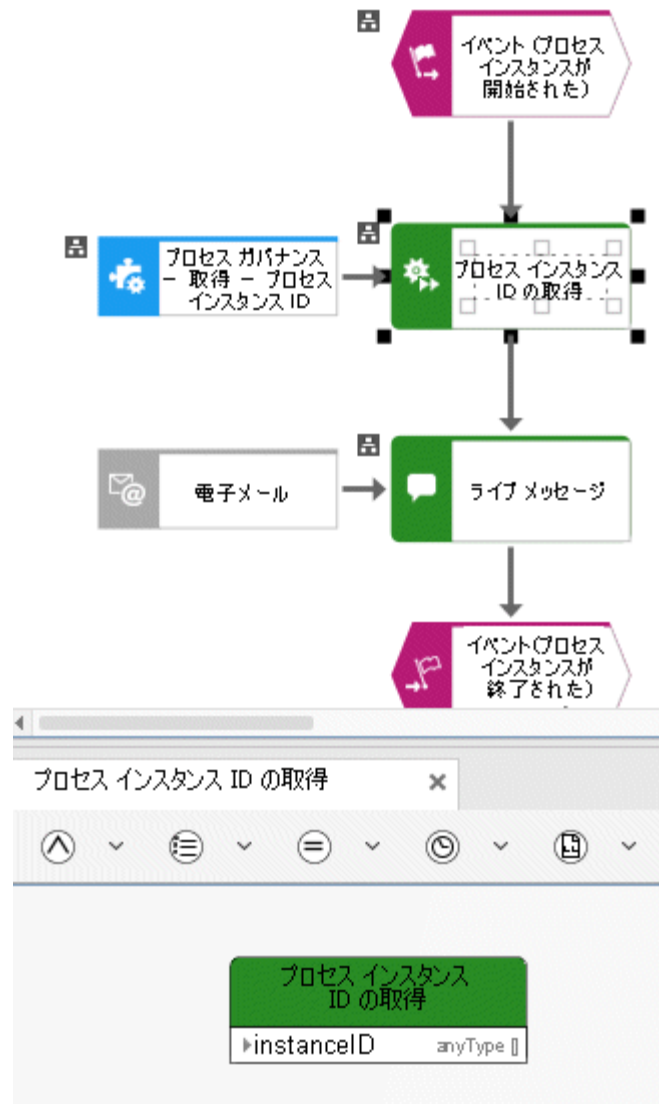 イベント (プロセス
インスタンスが
開始された)
プロセス ガバナンス
－ 取得 － プロセス
インスタンス ID
プロセス インスタンス
ID の取得
電子メール
ライブ メッセージ
イベント(プロセス
インスタンスが
終了された)
プロセス インスタンス ID の取得
プロセス インスタンス
ID の取得
instanceID anyType []